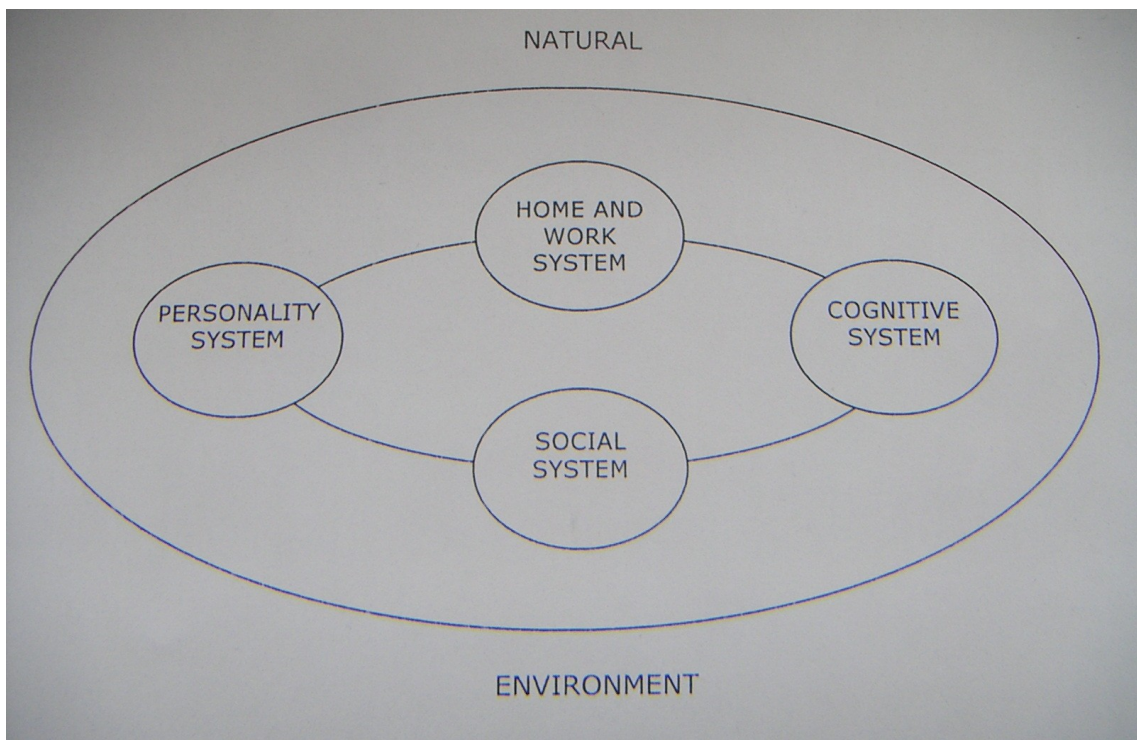 NATURAL
HOME AND
WORK
SYSTEM
PERSONALITY
SYSTEM
COGNITIVE
SYSTEM
SOCIAL
SYSTEM
ENVIRONMENT